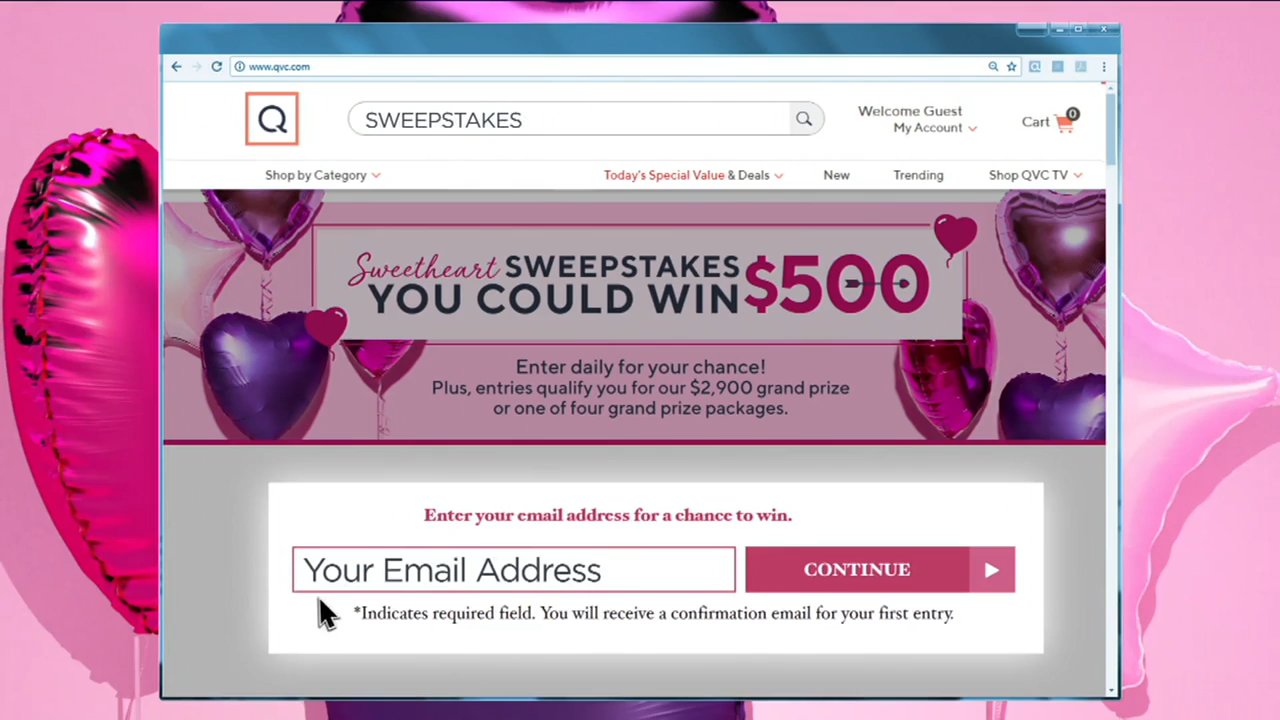 www.qvc.com
Q
SWEEPSTAKES
Welcome Guest
My Account
Cart
0
Shop by Category
Today's Special Value & Deals
New
Trending
Shop QVC TV
Sweetheart SWEEPSTAKES
YOU COULD WIN
$500
Enter daily for your chance!
Plus, entries qualify you for our $2,900 grand prize
or one of four grand prize packages.
Enter your email address for a chance to win.
Your Email Address
CONTINUE
*Indicates required field. You will receive a confirmation email for your first entry.